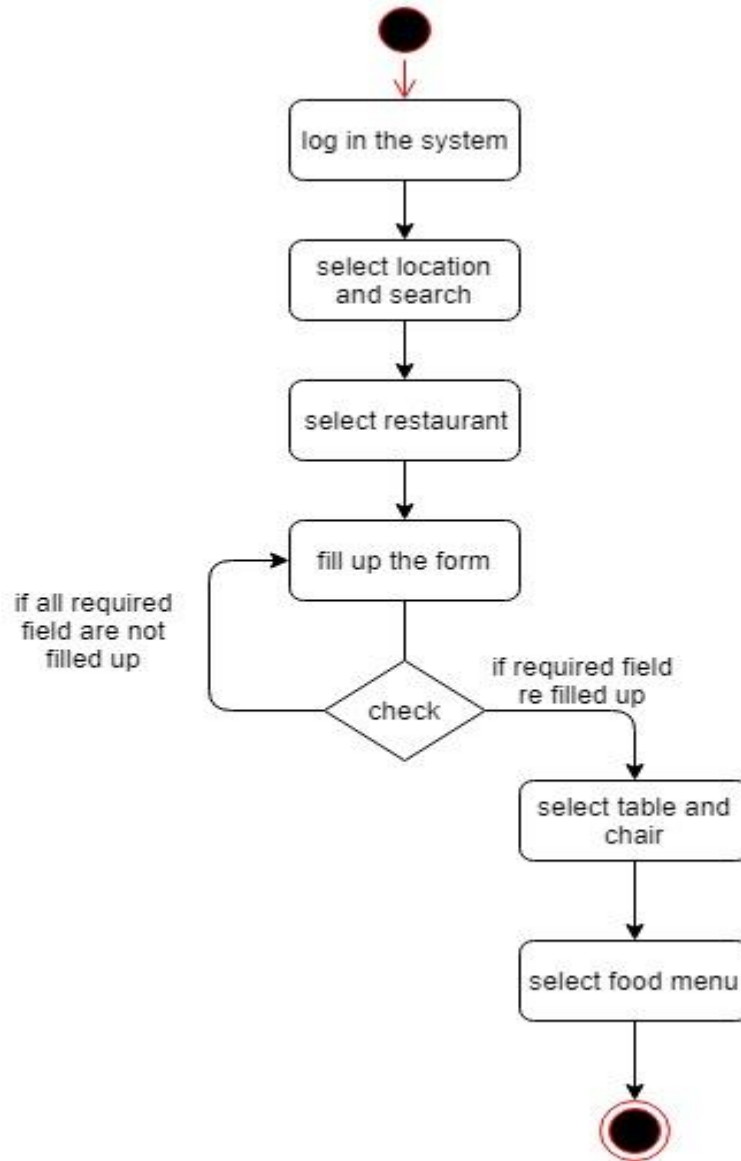 log in the system
select location
and search
select restaurant
fill up the form
if all required
field are not
filled up
check
if required field
re filled up
select table and
chair
select food menu